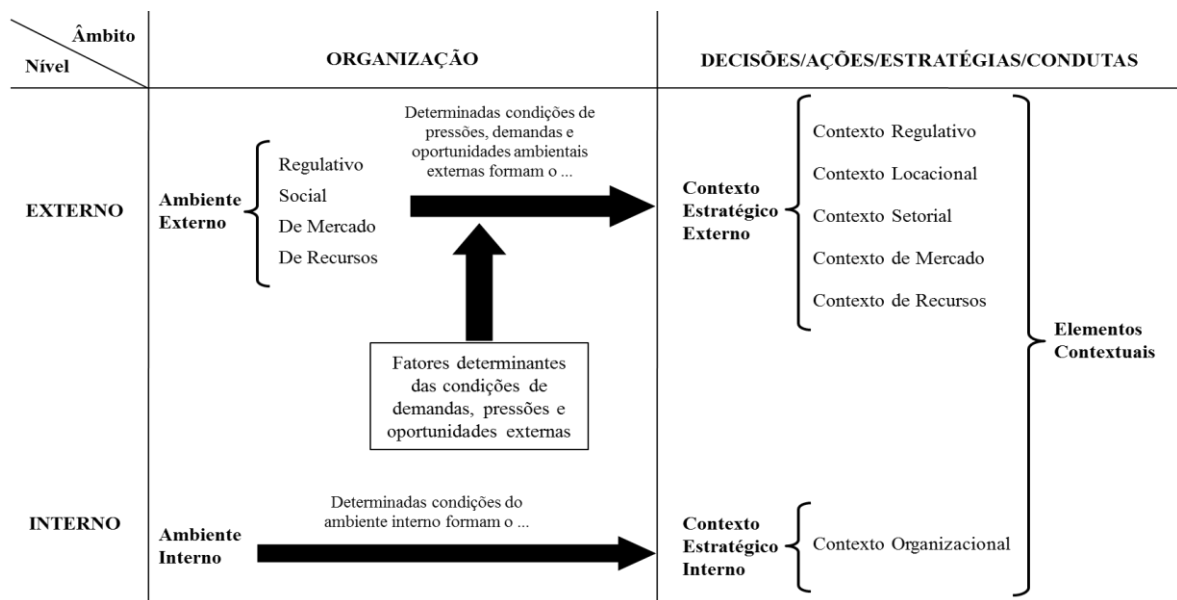 Âmbito
Nível
ORGANIZAÇÃO
DECISÕES/AÇÕES/ESTRATÉGIAS/CONDUTAS
EXTERNO
Ambiente
Externo
Regulativo
Social
De Mercado
De Recursos
Determinadas condições de
pressões, demandas e
oportunidades ambientais
externas formam o ...
Fatores determinantes
das condições de
demandas, pressões e
oportunidades externas
Contexto
Estratégico
Externo
Contexto Regulativo
Contexto Locacional
Contexto Setorial
Contexto de Mercado
Contexto de Recursos
Elementos
Contextuais
INTERNO
Ambiente
Interno
Determinadas condições do
ambiente interno formam o ...
Contexto
Estratégico
Interno
Contexto Organizacional